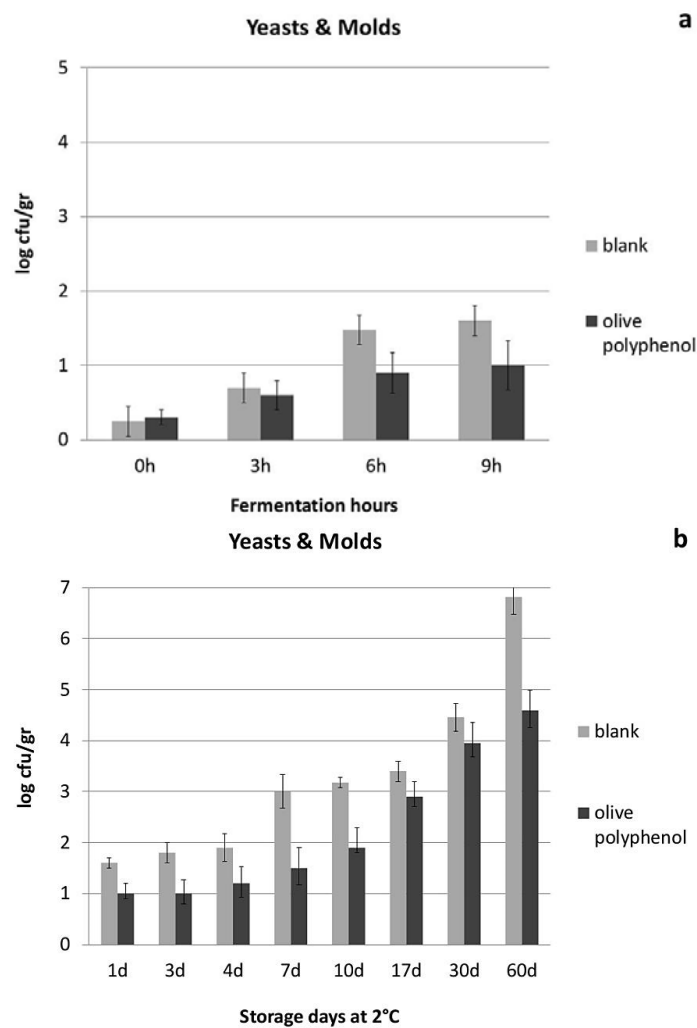 Yeasts & Molds
a
5
4
3
2
1
0
log cfu/gr
0h 3h 6h 9h
Fermentation hours
blank
olive
polyphenol
Yeasts & Molds
b
7
6
5
4
3
2
1
0
log cfu/gr
1d 3d 4d 7d 10d 17d 30d 60d
Storage days at 2°C
blank
olive
polyphenol